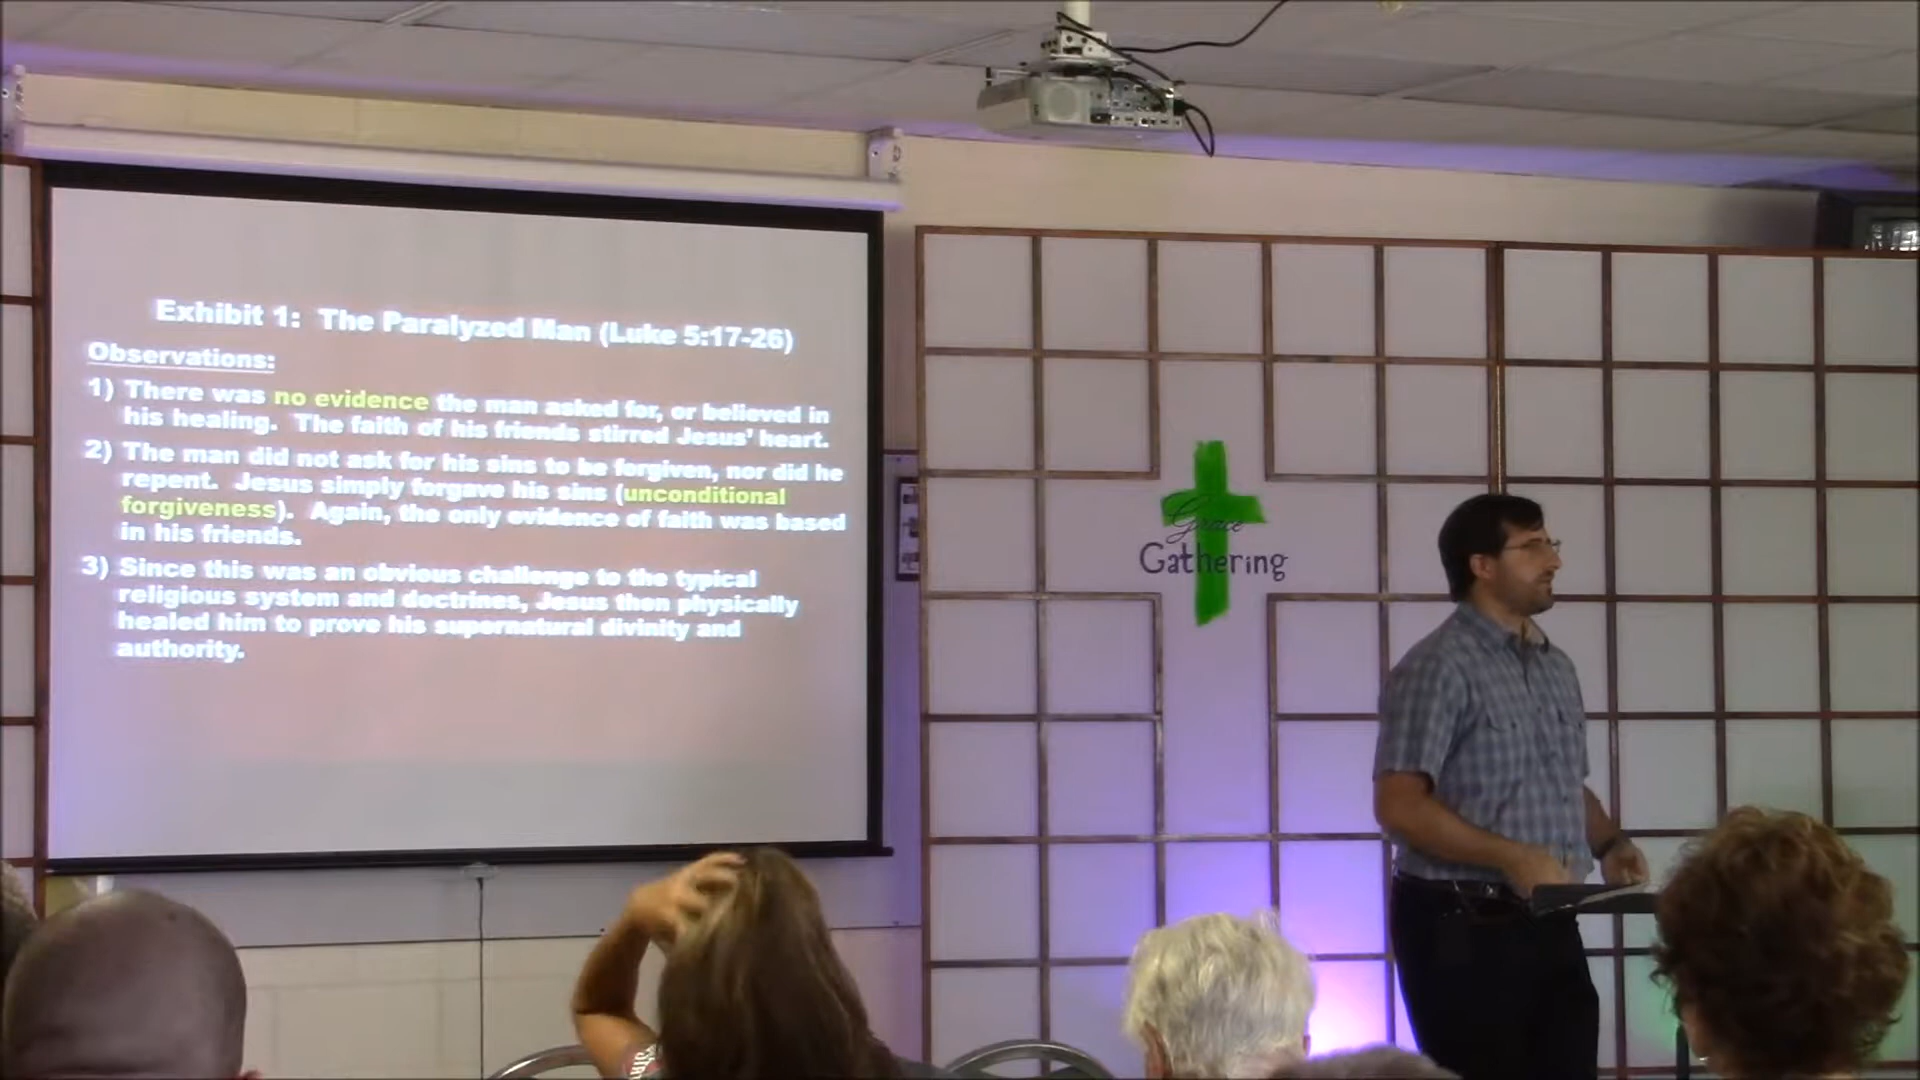 Exhibit 1: The Paralyzed Man (Luke 5:17-26)
Observations:
1) There was no evidence the man asked for, or believed in
his healing. The faith of his friends stirred Jesus' heart.
2) The man did not ask for his sins to be forgiven, nor did he
repent. Jesus simply forgave his sins (unconditional
forgiveness). Again, the only evidence of faith was based
in his friends.
3) Since this was an obvious challenge to the typical
religious system and doctrines, Jesus then physically
healed him to prove his supernatural divinity and
authority.
Grace
Gathering